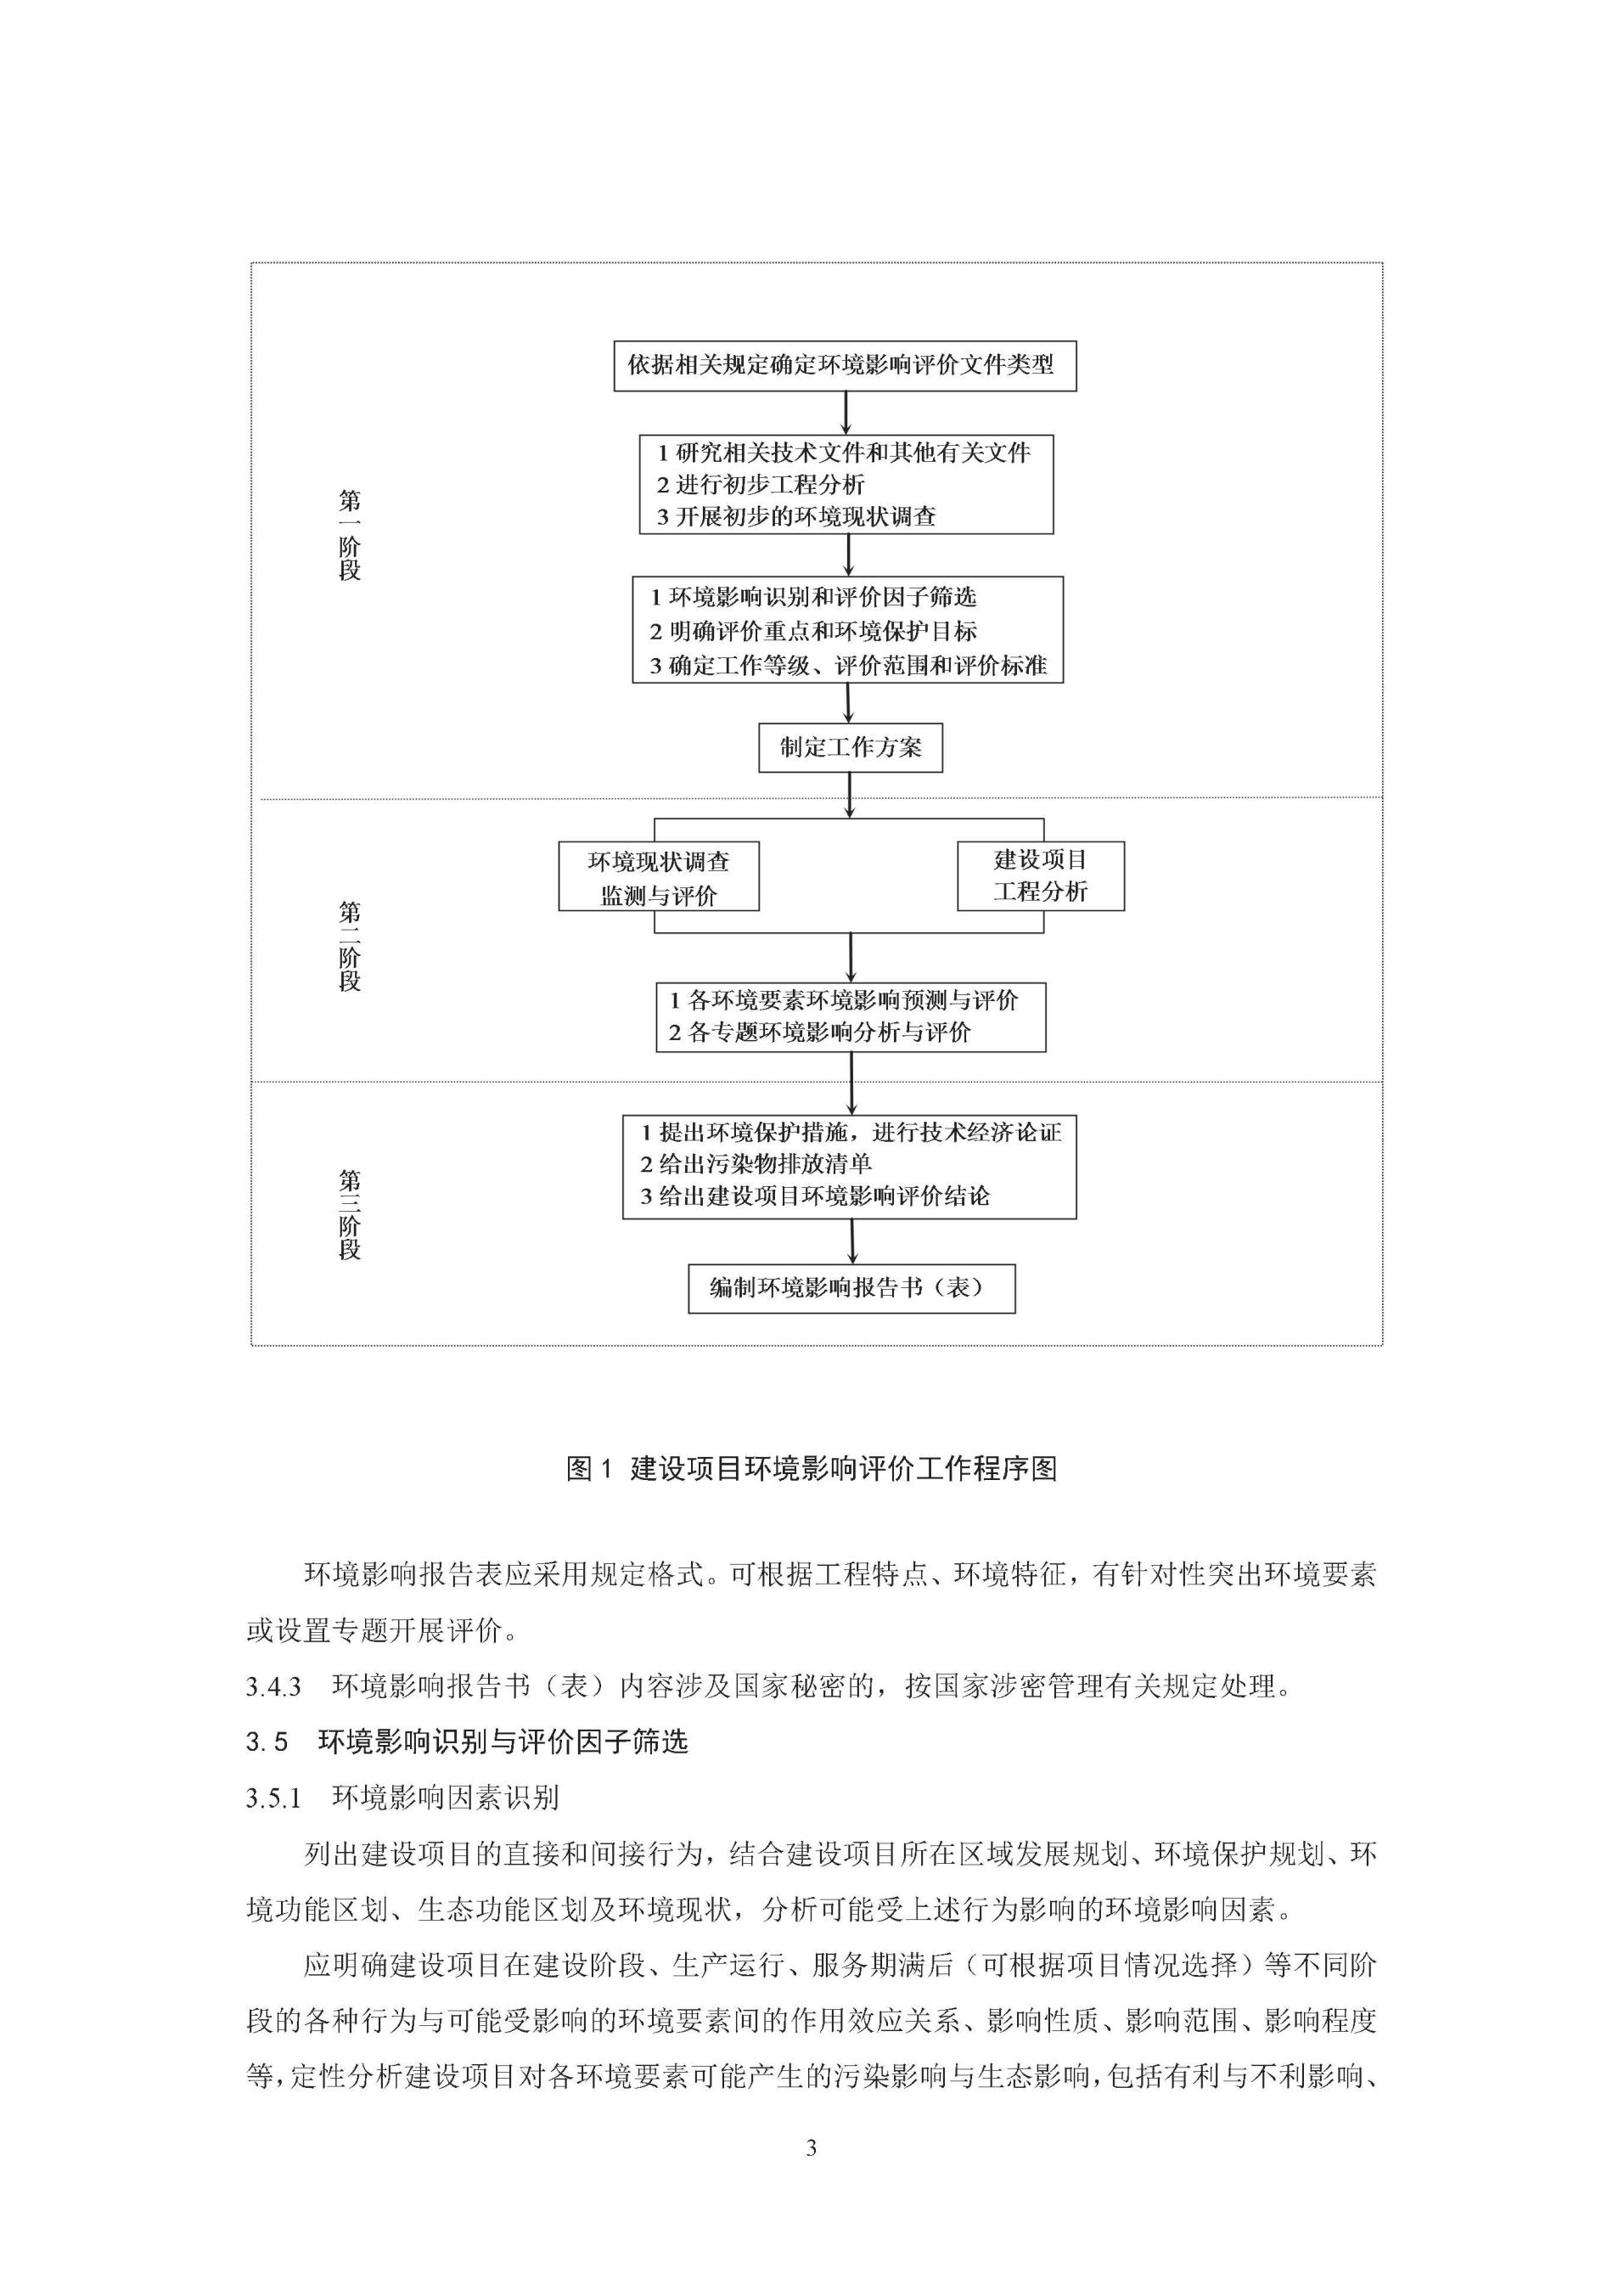 依据相关规定确定环境影响评价文件类型
1 研究相关技术文件和其他有关文件
2 进行初步工程分析
3 开展初步的环境现状调查
第一阶段
1 环境影响识别和评价因子筛选
2 明确评价重点和环境保护目标
3 确定工作等级、评价范围和评价标准
制定工作方案
环境现状调查
监测与评价
建设项目
工程分析
第二阶段
1 各环境要素环境影响预测与评价
2 各专题环境影响分析与评价
1 提出环境保护措施，进行技术经济论证
2 给出污染物排放清单
3 给出建设项目环境影响评价结论
第三阶段
编制环境影响报告书（表）
图 1 建设项目环境影响评价工作程序图
环境影响报告表应采用规定格式。可根据工程特点、环境特征，有针对性突出环境要素
或设置专题开展评价。
3.4.3 环境影响报告书（表）内容涉及国家秘密的，按国家涉密管理有关规定处理。
3.5 环境影响识别与评价因子筛选
3.5.1 环境影响因素识别
列出建设项目的直接和间接行为，结合建设项目所在区域发展规划、环境保护规划、环
境功能区划、生态功能区划及环境现状，分析可能受上述行为影响的环境影响因素。
应明确建设项目在建设阶段、生产运行、服务期满后（可根据项目情况选择）等不同阶
段的各种行为与可能受影响的环境要素间的作用效应关系、影响性质、影响范围、影响程度
等，定性分析建设项目对各环境要素可能产生的污染影响与生态影响，包括有利与不利影响、
3